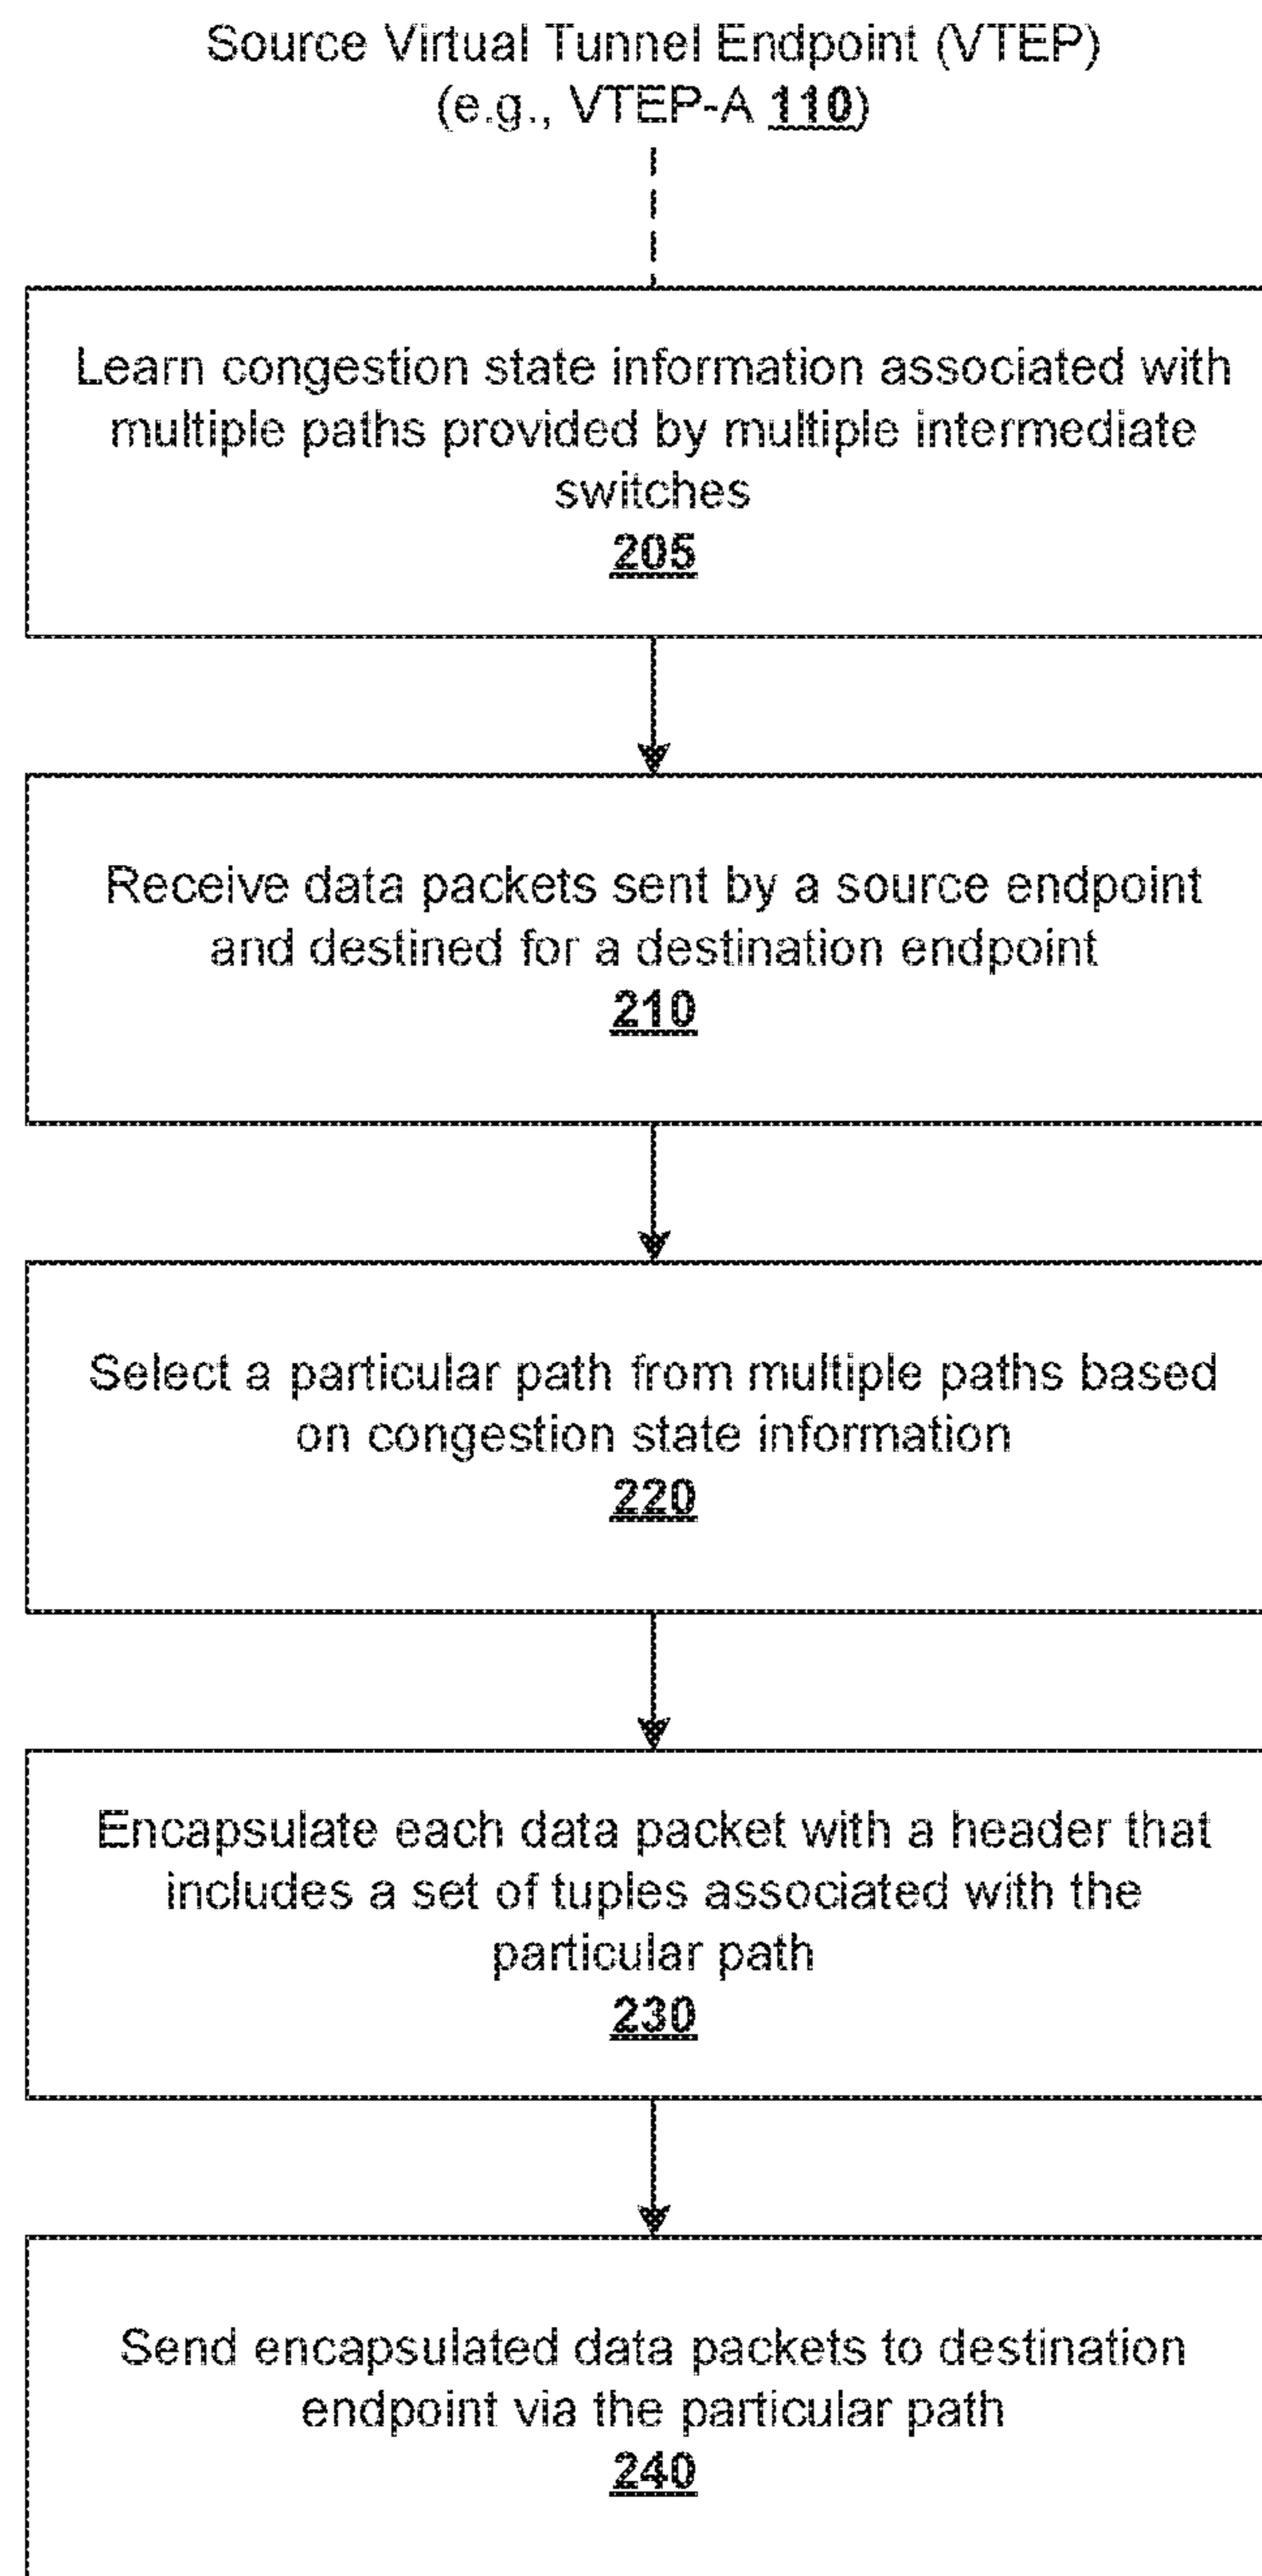 Source Virtual Tunnel Endpoint (VTEP)
(e.g., VTEP-A 110)
Learn congestion state information associated with
multiple paths provided by multiple intermediate
switches
205
Receive data packets sent by a source endpoint
and destined for a destination endpoint
210
Select a particular path from multiple paths based
on congestion state information
220
Encapsulate each data packet with a header that
includes a set of tuples associated with the
particular path
230
Send encapsulated data packets to destination
endpoint via the particular path
240